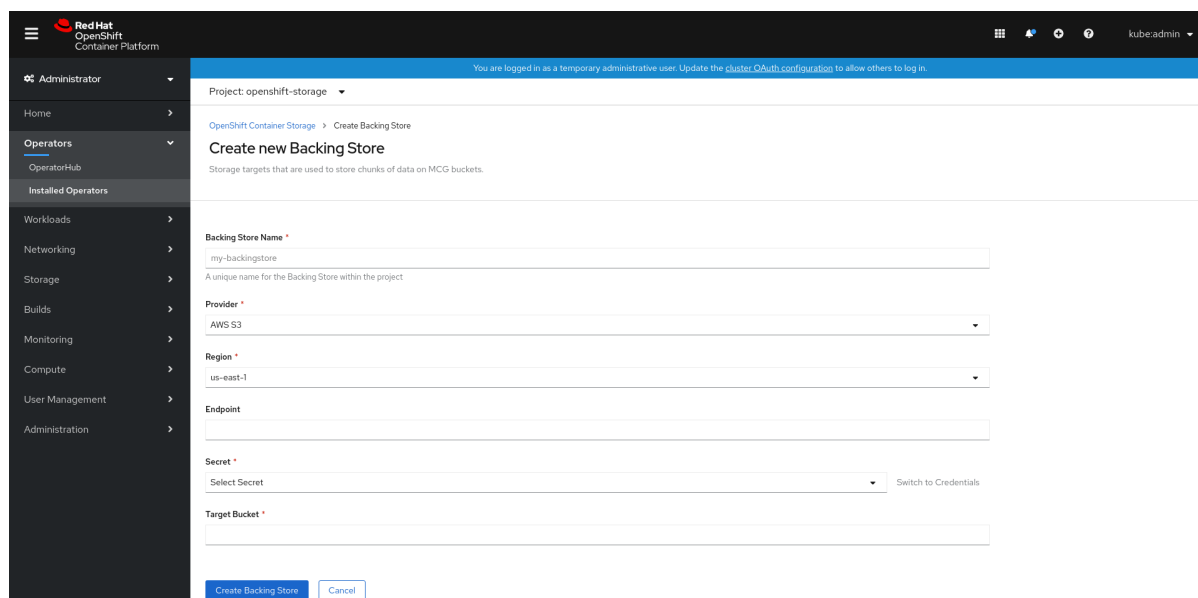 Red Hat
OpenShift
Container Platform
kube:admin
Administrator
You are logged in as a temporary administrative user. Update the cluster OAuth configuration to allow others to log in.
Project: openshift-storage
Home
Operators
OperatorHub
Installed Operators
Workloads
Networking
Storage
Builds
Monitoring
Compute
User Management
Administration
OpenShift Container Storage > Create Backing Store
Create new Backing Store
Storage targets that are used to store chunks of data on MCG buckets.
Backing Store Name *
my-backingstore
A unique name for the Backing Store within the project
Provider *
AWS S3
Region *
us-east-1
Endpoint
Secret *
Select Secret
Switch to Credentials
Target Bucket *
Create Backing Store
Cancel